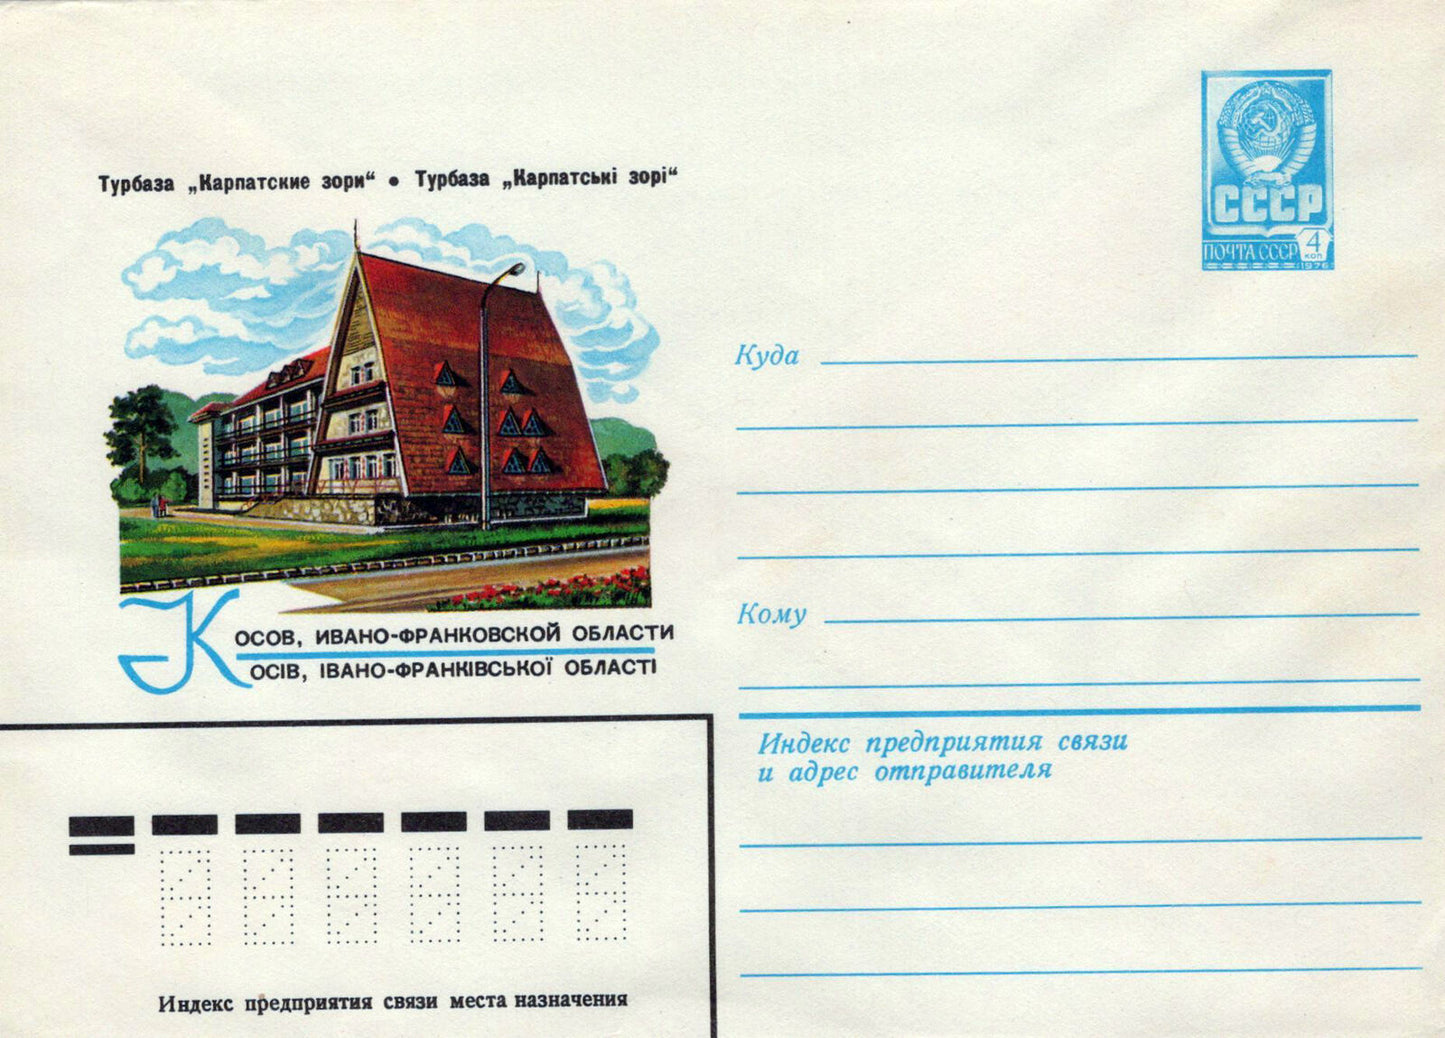 Турбаза „Карпатские зори“ • Турбаза „Карпатські зорі“
СССР
ПОЧТА СССР 4 КОП
1976
Куда
Кому
КОСОВ, ИВАНО-ФРАНКОВСКОЙ ОБЛАСТИ
КОСІВ, ІВАНО-ФРАНКІВСЬКОЇ ОБЛАСТІ
Индекс предприятия связи
и адрес отправителя
Индекс предприятия связи места назначения